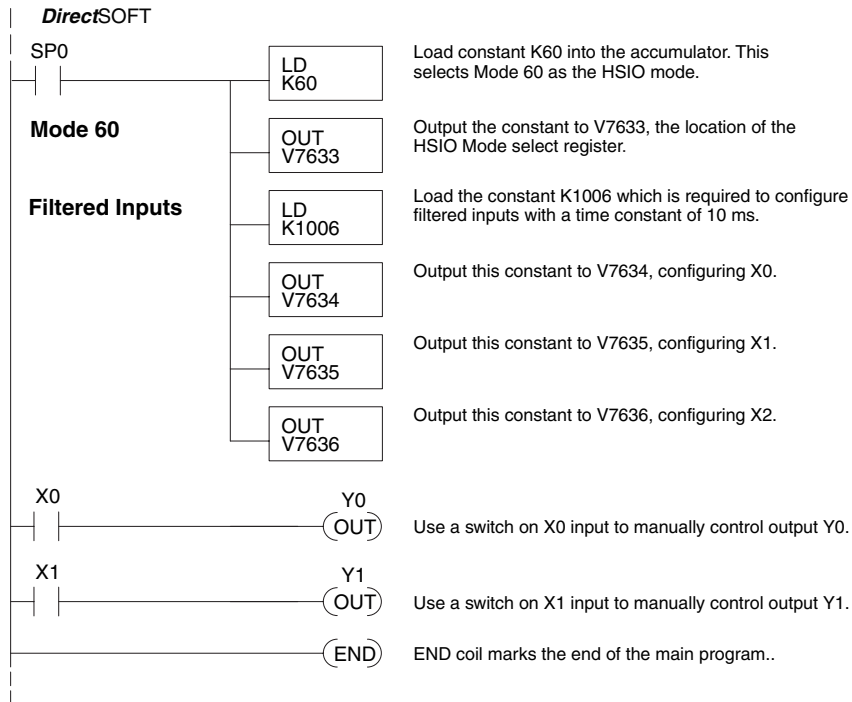 DirectSOFT
SP0
LD
K60
Load constant K60 into the accumulator. This
selects Mode 60 as the HSIO mode.
Mode 60
OUT
V7633
Output the constant to V7633, the location of the
HSIO Mode select register.
Filtered Inputs
LD
K1006
Load the constant K1006 which is required to configure
filtered inputs with a time constant of 10 ms.
OUT
V7634
Output this constant to V7634, configuring X0.
OUT
V7635
Output this constant to V7635, configuring X1.
OUT
V7636
Output this constant to V7636, configuring X2.
X0
Y0
OUT
Use a switch on X0 input to manually control output Y0.
X1
Y1
OUT
Use a switch on X1 input to manually control output Y1.
END
END coil marks the end of the main program..